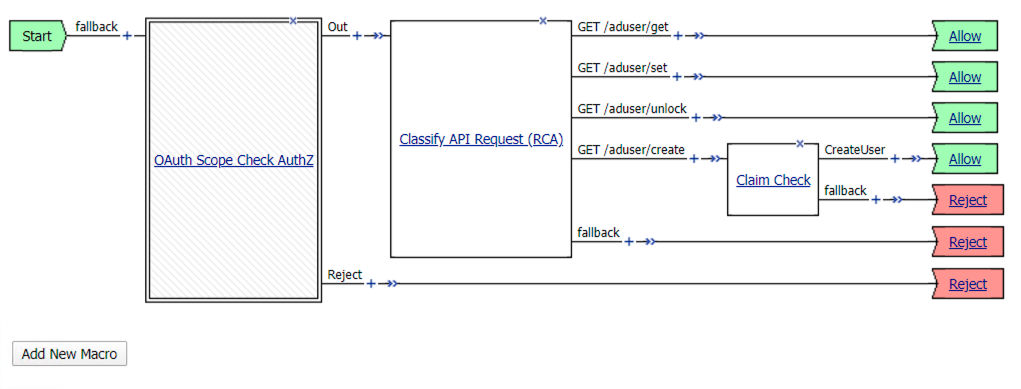 Start
fallback
OAuth Scope Check AuthZ
Out
Classify API Request (RCA)
GET /aduser/get
Allow
GET /aduser/set
Allow
GET /aduser/unlock
Allow
GET /aduser/create
Claim Check
CreateUser
Allow
fallback
Reject
fallback
Reject
Reject
Reject
Add New Macro